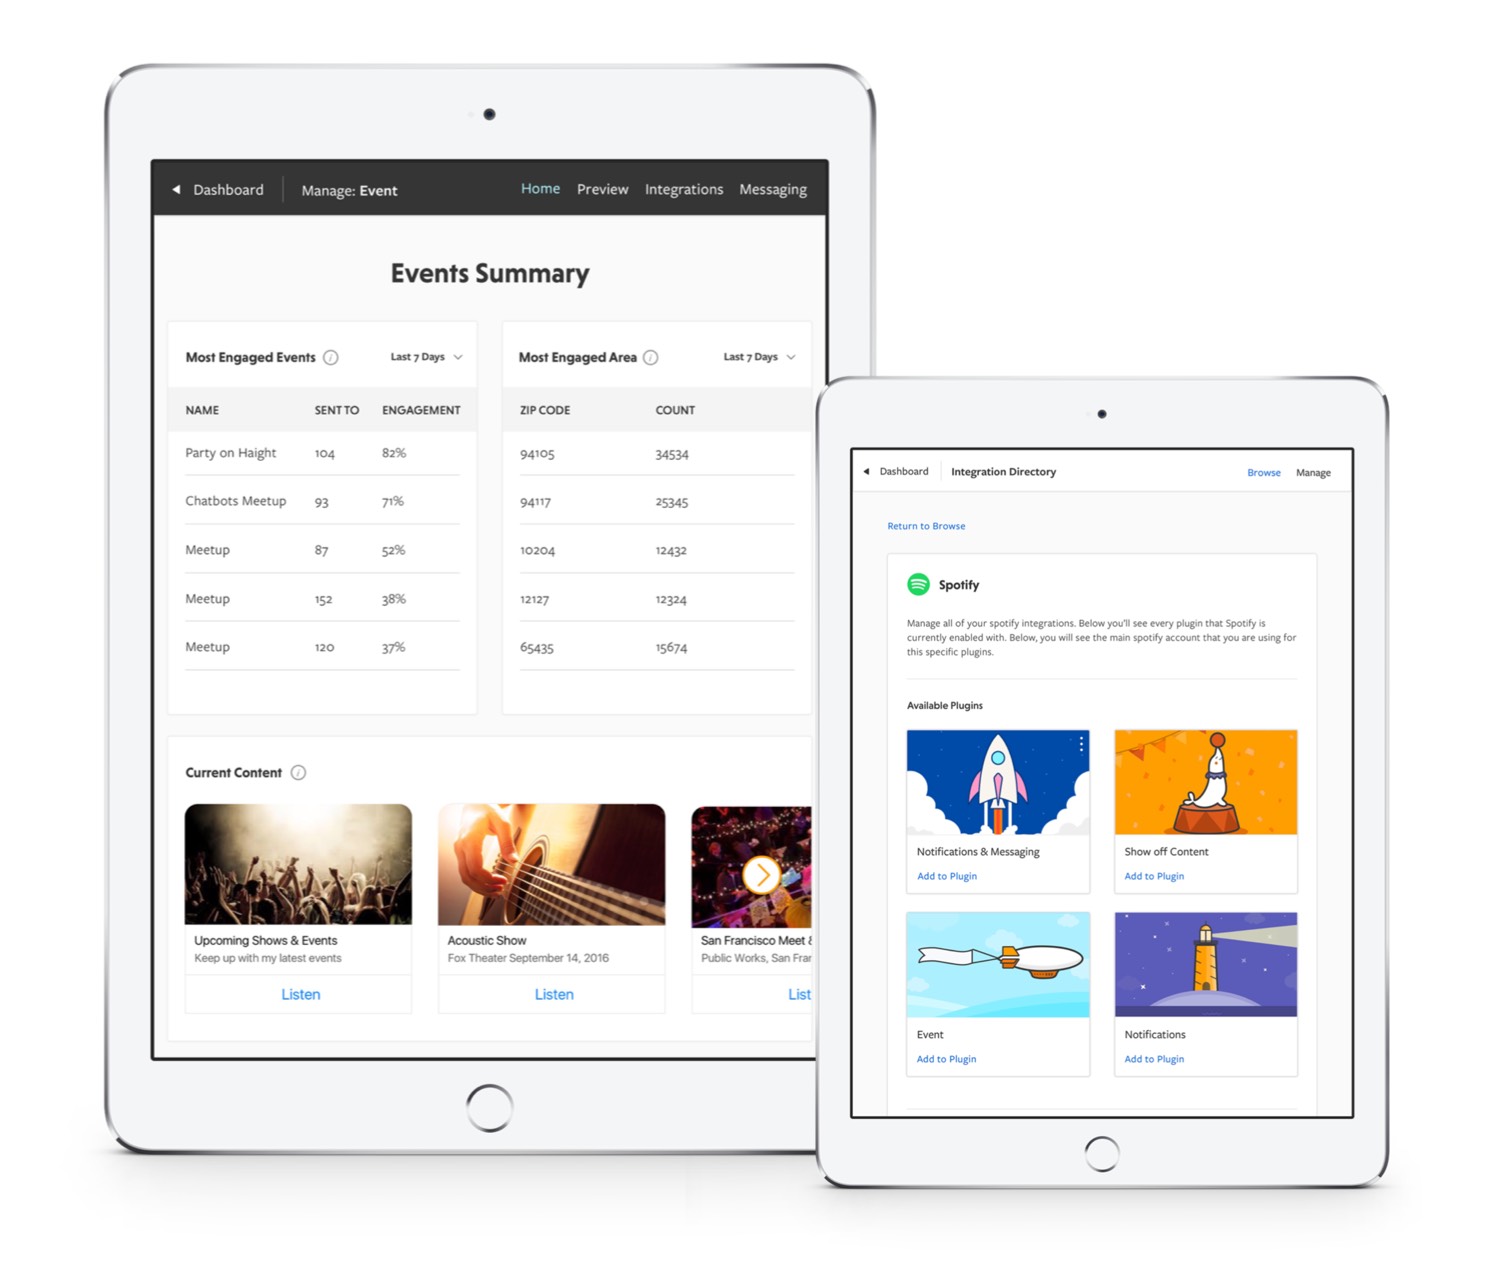 Dashboard
Manage: Event
Home Preview Integrations Messaging
Events Summary
Most Engaged Events
Last 7 Days
NAME SENT TO ENGAGEMENT
Party on Haight 104 82%
Chatbots Meetup 93 71%
Meetup 87 52%
Meetup 152 38%
Meetup 120 37%
Most Engaged Area
Last 7 Days
ZIP CODE COUNT
94105 34534
94117 25345
10204 12432
12127 12324
65435 15674
Current Content
Upcoming Shows & Events
Keep up with my latest events
Listen
Acoustic Show
Fox Theater September 14, 2016
Listen
San Francisco Meet &
Public Works, San Fran
List
Dashboard
Integration Directory
Browse Manage
Return to Browse
Spotify
Manage all of your spotify integrations. Below you'll see every plugin that Spotify is
currently enabled with. Below, you will see the main spotify account that you are using for
this specific plugins.
Available Plugins
Notifications & Messaging
Add to Plugin
Show off Content
Add to Plugin
Event
Add to Plugin
Notifications
Add to Plugin